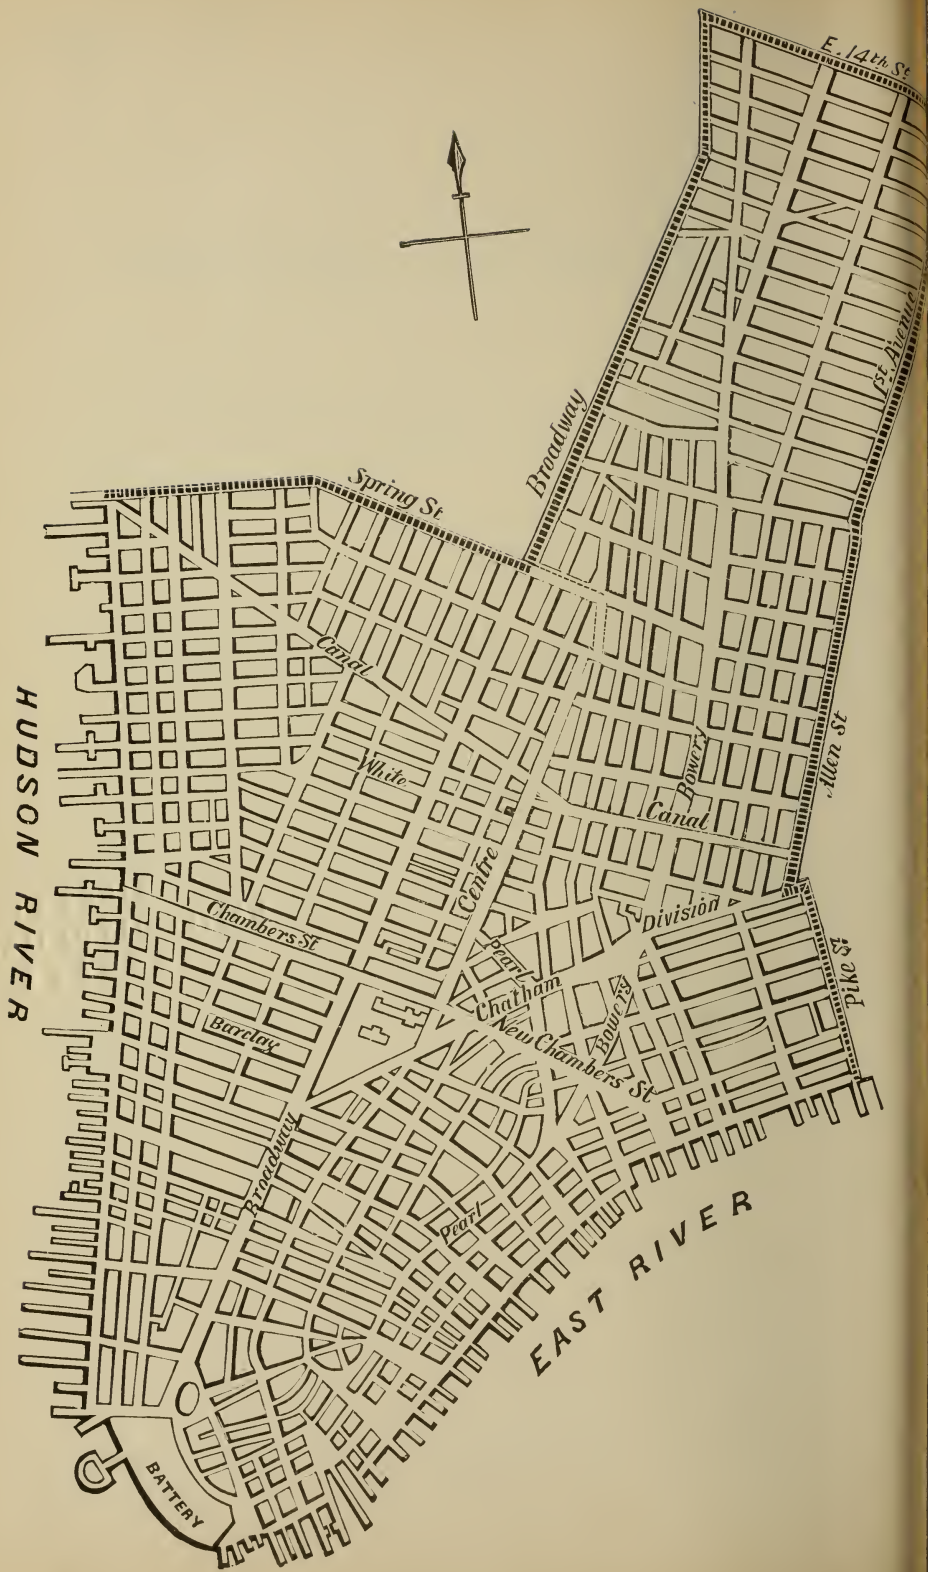 E. 14th St
1st Avenue
Broadway
Spring St
Canal
White
Bowery
Allen St
Canal
Centre
Division
Chambers St
Pearl
Chatham
Bowery
Pike St
New Chambers St
Barclay
Broadway
Pearl
HUDSON RIVER
EAST RIVER
BATTERY